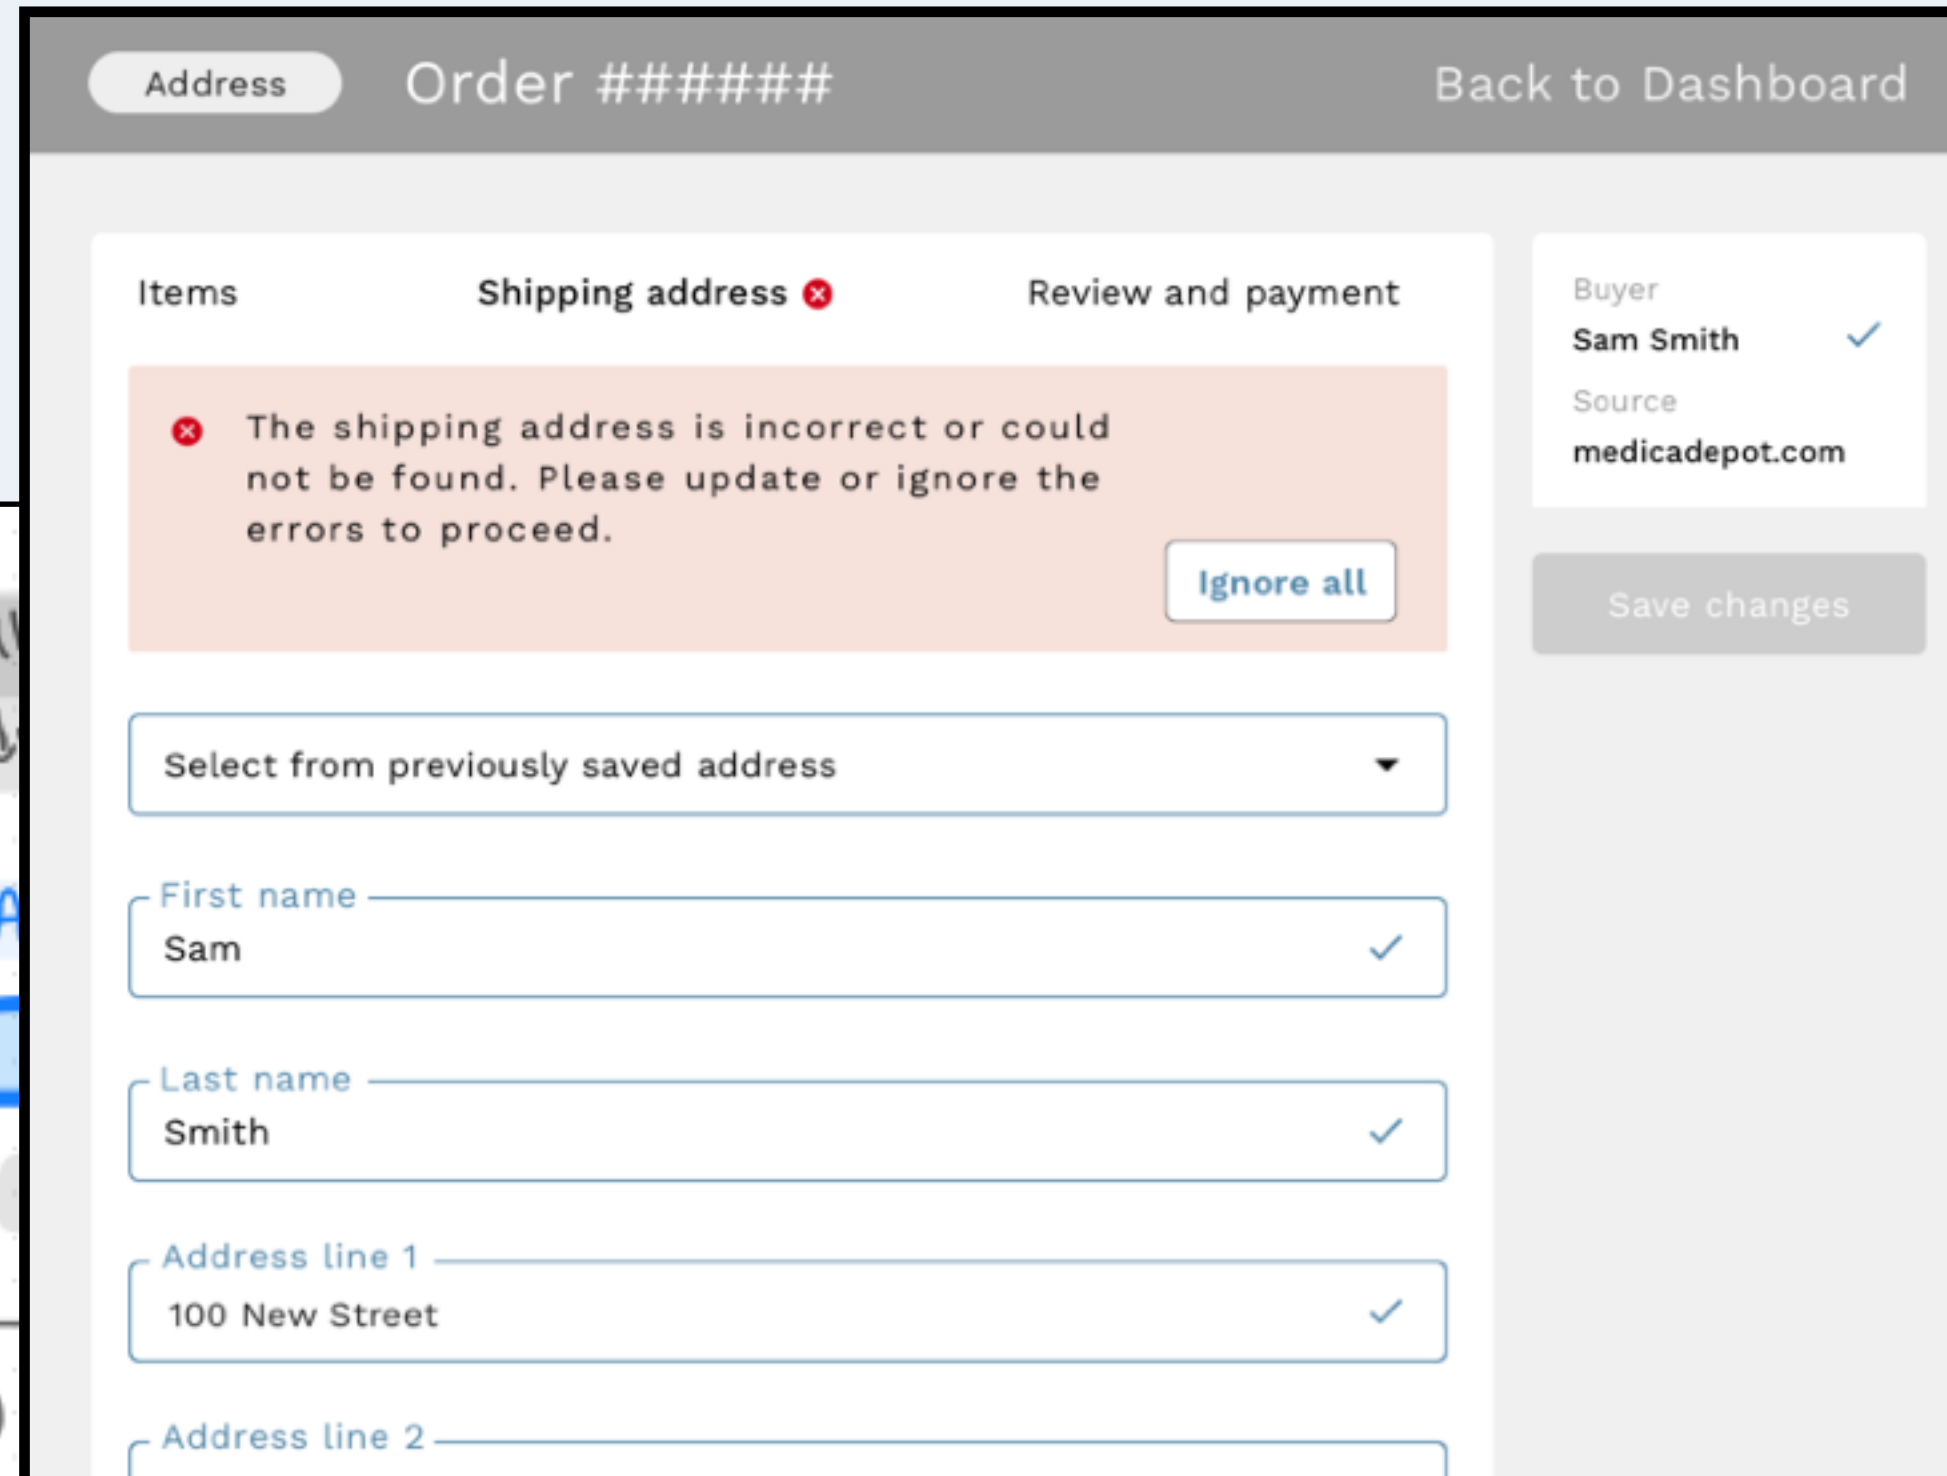 Address
Order ######
Back to Dashboard
Items
Shipping address
Review and payment
The shipping address is incorrect or could
not be found. Please update or ignore the
errors to proceed.
Ignore all
Select from previously saved address
First name
Sam
Last name
Smith
Address line 1
100 New Street
Address line 2
Buyer
Sam Smith
Source
medicadepot.com
Save changes